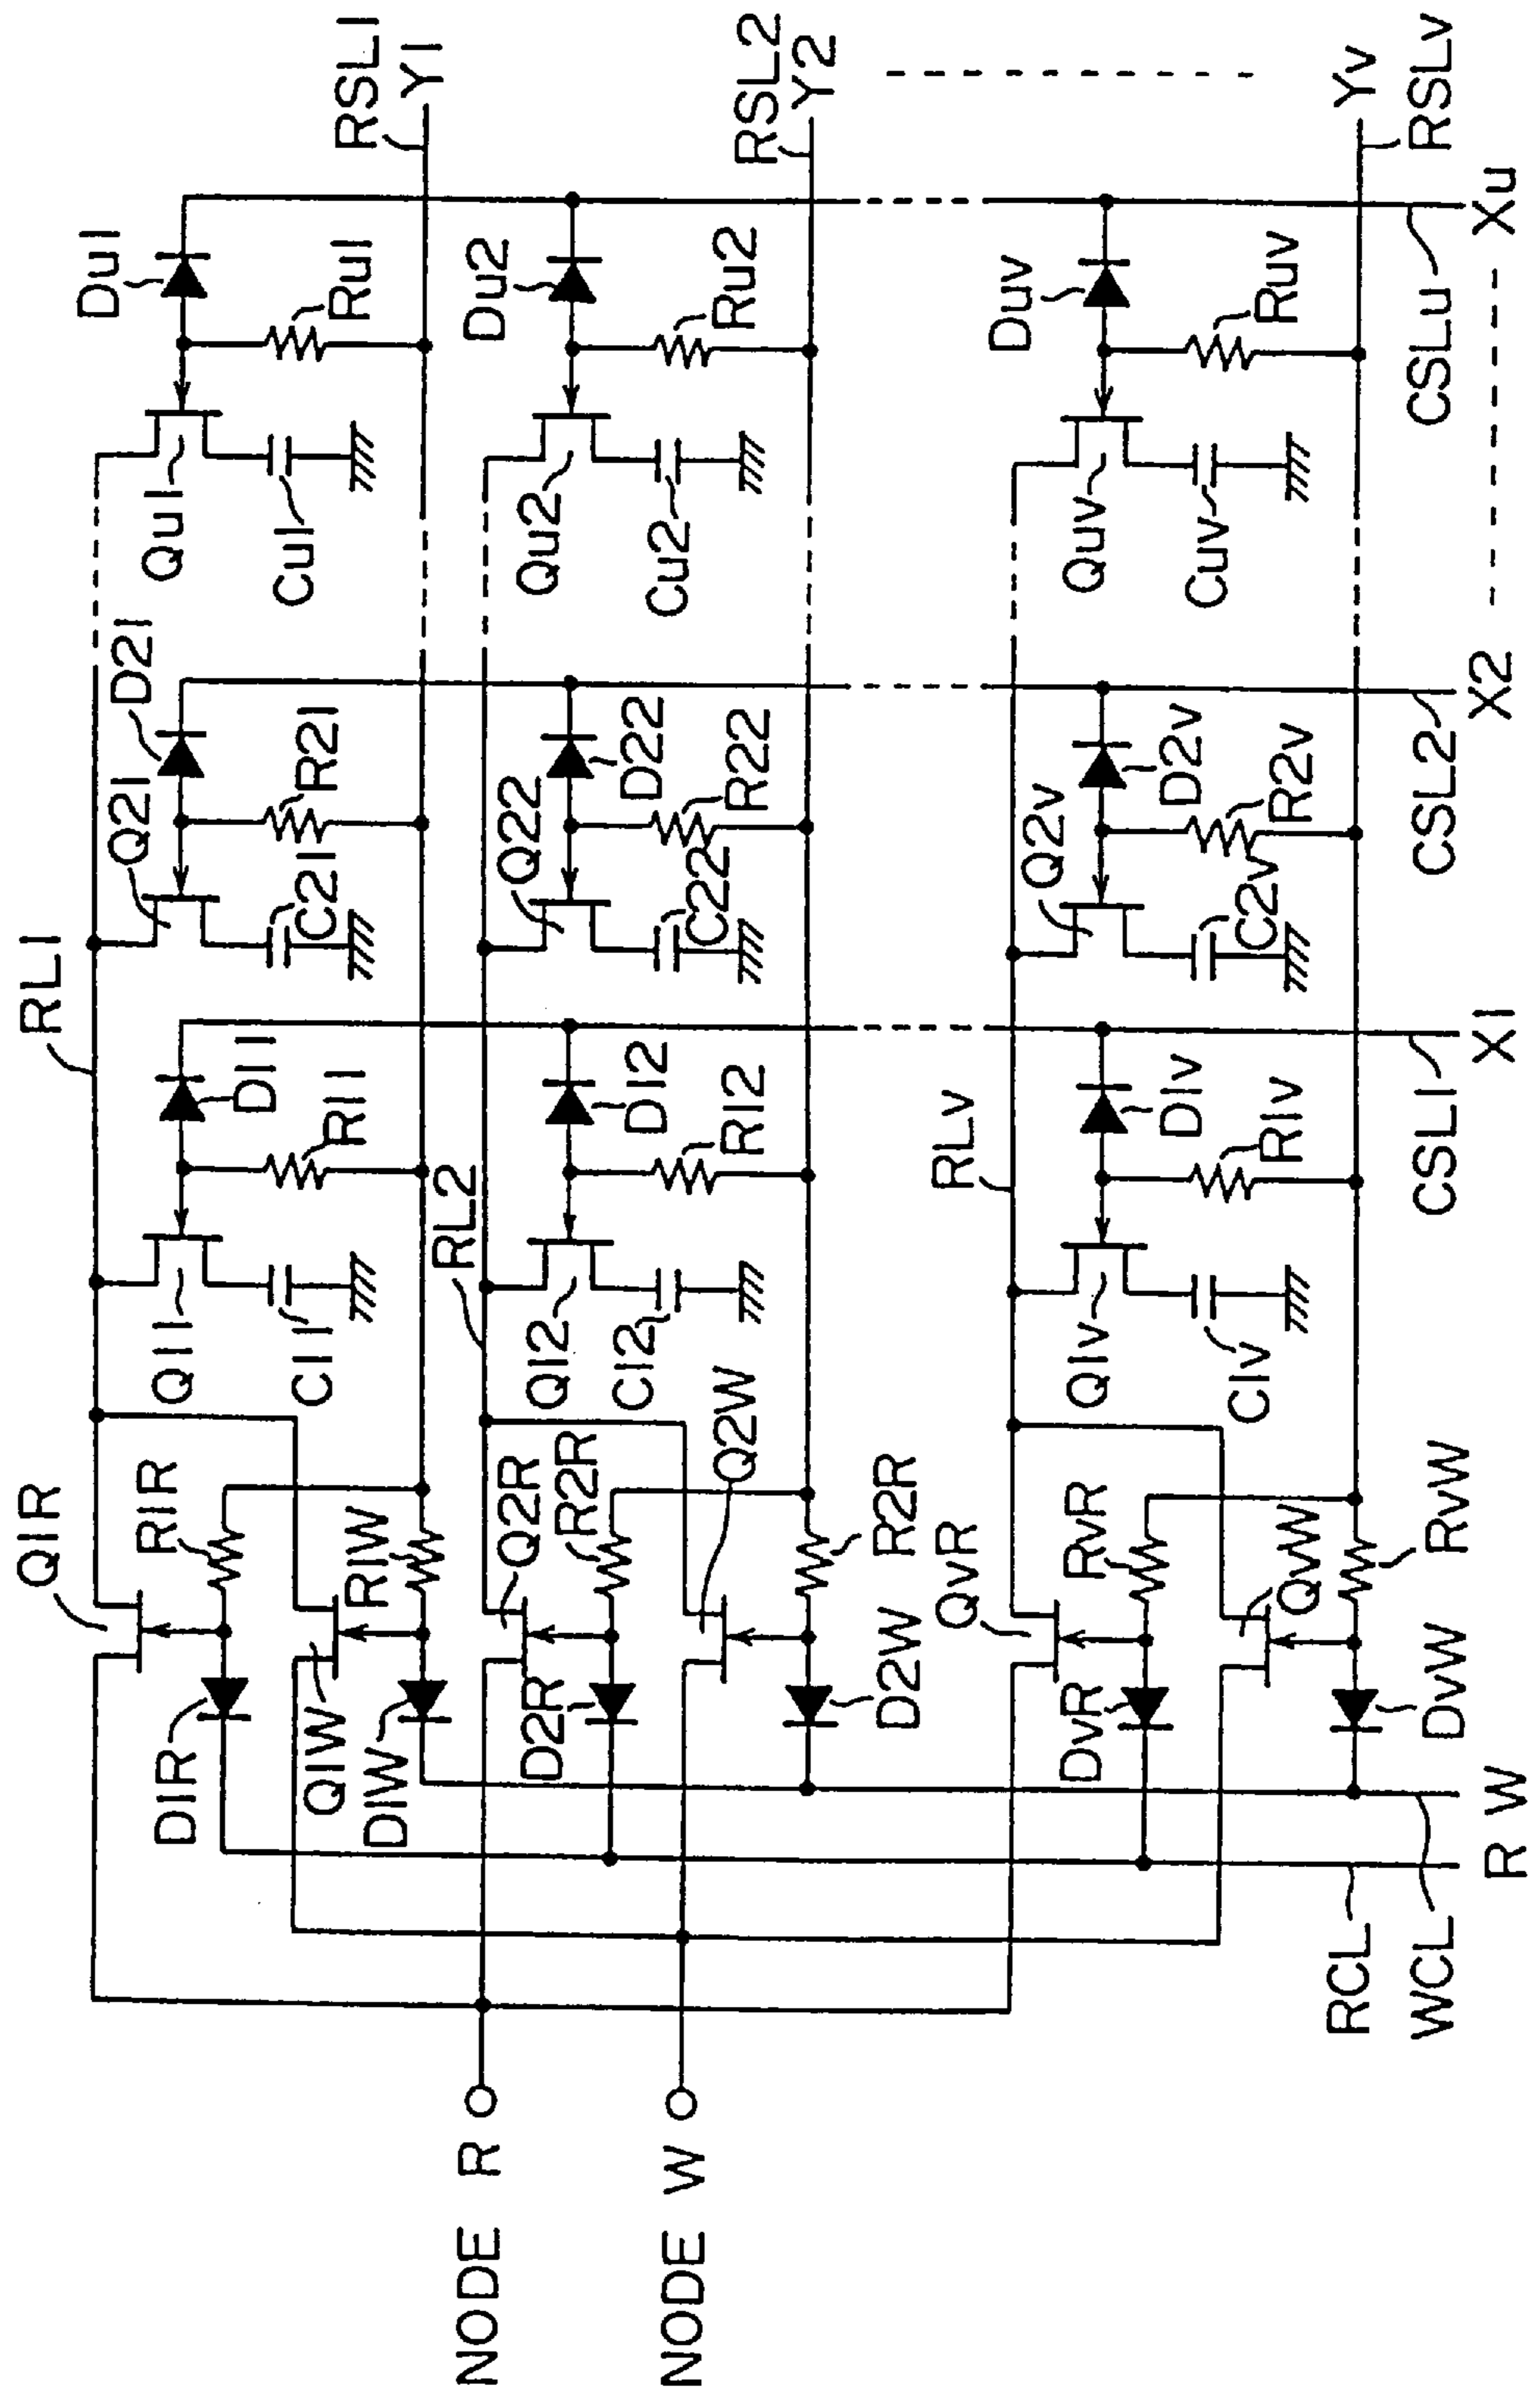 RSL1
Y1
RSL2
Y2
Yv
RSLv
Du1
Ru1
Qu1
Cu1
Du2
Ru2
Qu2
Cu2
Duv
Ruv
Quv
Cuv
CSLu
Xu
D21
Q21
R21
C21
Q22
D22
R22
C22
Q2v
D2v
R2v
C2v
CSL2
X2
RL1
D11
R11
Q11
C11
RL2
D12
R12
Q12
C12
RLv
D1v
R1v
Q1v
C1v
CSL1
X1
Q1R
R1R
R1W
D1R
Q1W
D1W
Q2R
R2R
Q2W
D2R
R2R
D2W
QvR
RvR
QvW
RvW
DvR
DvW
R W
RCL
WCL
NODE R
NODE W